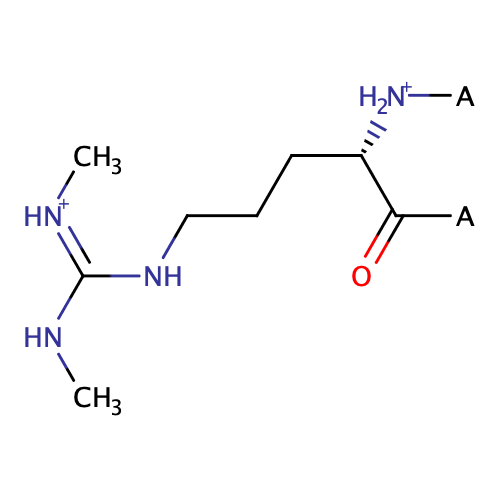 H₂N⁺ A
CH₃
HN⁺ A
NH O
HN
CH₃